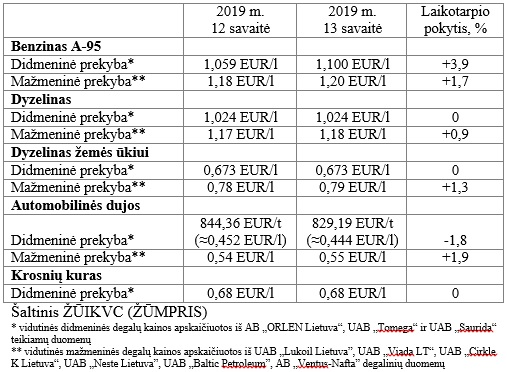 2019 m. 12 savaitė 2019 m. 13 savaitė Laikotarpio pokytis, %
Benzinas A-95
Didmeninė prekyba* 1,059 EUR/l 1,100 EUR/l +3,9
Mažmeninė prekyba** 1,18 EUR/l 1,20 EUR/l +1,7
Dyzelinas
Didmeninė prekyba* 1,024 EUR/l 1,024 EUR/l 0
Mažmeninė prekyba** 1,17 EUR/l 1,18 EUR/l +0,9
Dyzelinas žemės ūkiui
Didmeninė prekyba* 0,673 EUR/l 0,673 EUR/l 0
Mažmeninė prekyba** 0,78 EUR/l 0,79 EUR/l +1,3
Automobilinės dujos
Didmeninė prekyba* 844,36 EUR/t (≈0,452 EUR/l) 829,19 EUR/t (≈0,444 EUR/l) -1,8
Mažmeninė prekyba** 0,54 EUR/l 0,55 EUR/l +1,9
Krosnių kuras
Didmeninė prekyba* 0,68 EUR/l 0,68 EUR/l 0
Šaltinis ŽŪIKVC (ŽŪMPRIS)
* vidutinės didmeninės degalų kainos apskaičiuotos iš AB „ORLEN Lietuva“, UAB „Tomega“ ir UAB „Saurida“
teikiamų duomenų
** vidutinės mažmeninės degalų kainos apskaičiuotos iš UAB „Lukoil Lietuva”, UAB „Viada LT“, UAB „Cirkle
K Lietuva“, UAB „Neste Lietuva”, UAB „Baltic Petroleum”, AB „Ventus-Nafta” degalinių duomenų